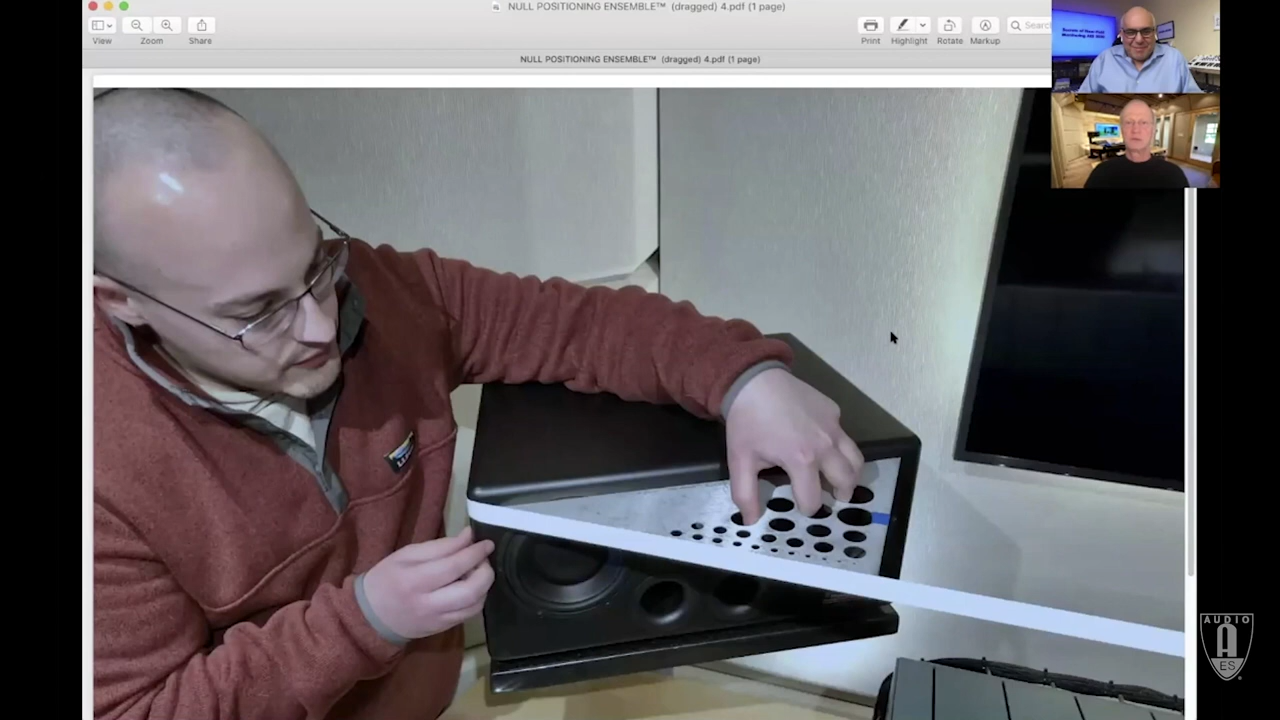 NULL POSITIONING ENSEMBLE™ (dragged) 4.pdf (1 page)
View
Zoom
Share
Print
Highlight
Rotate
Markup
Search
NULL POSITIONING ENSEMBLE™ (dragged) 4.pdf (1 page)
AUDIO
A
ES